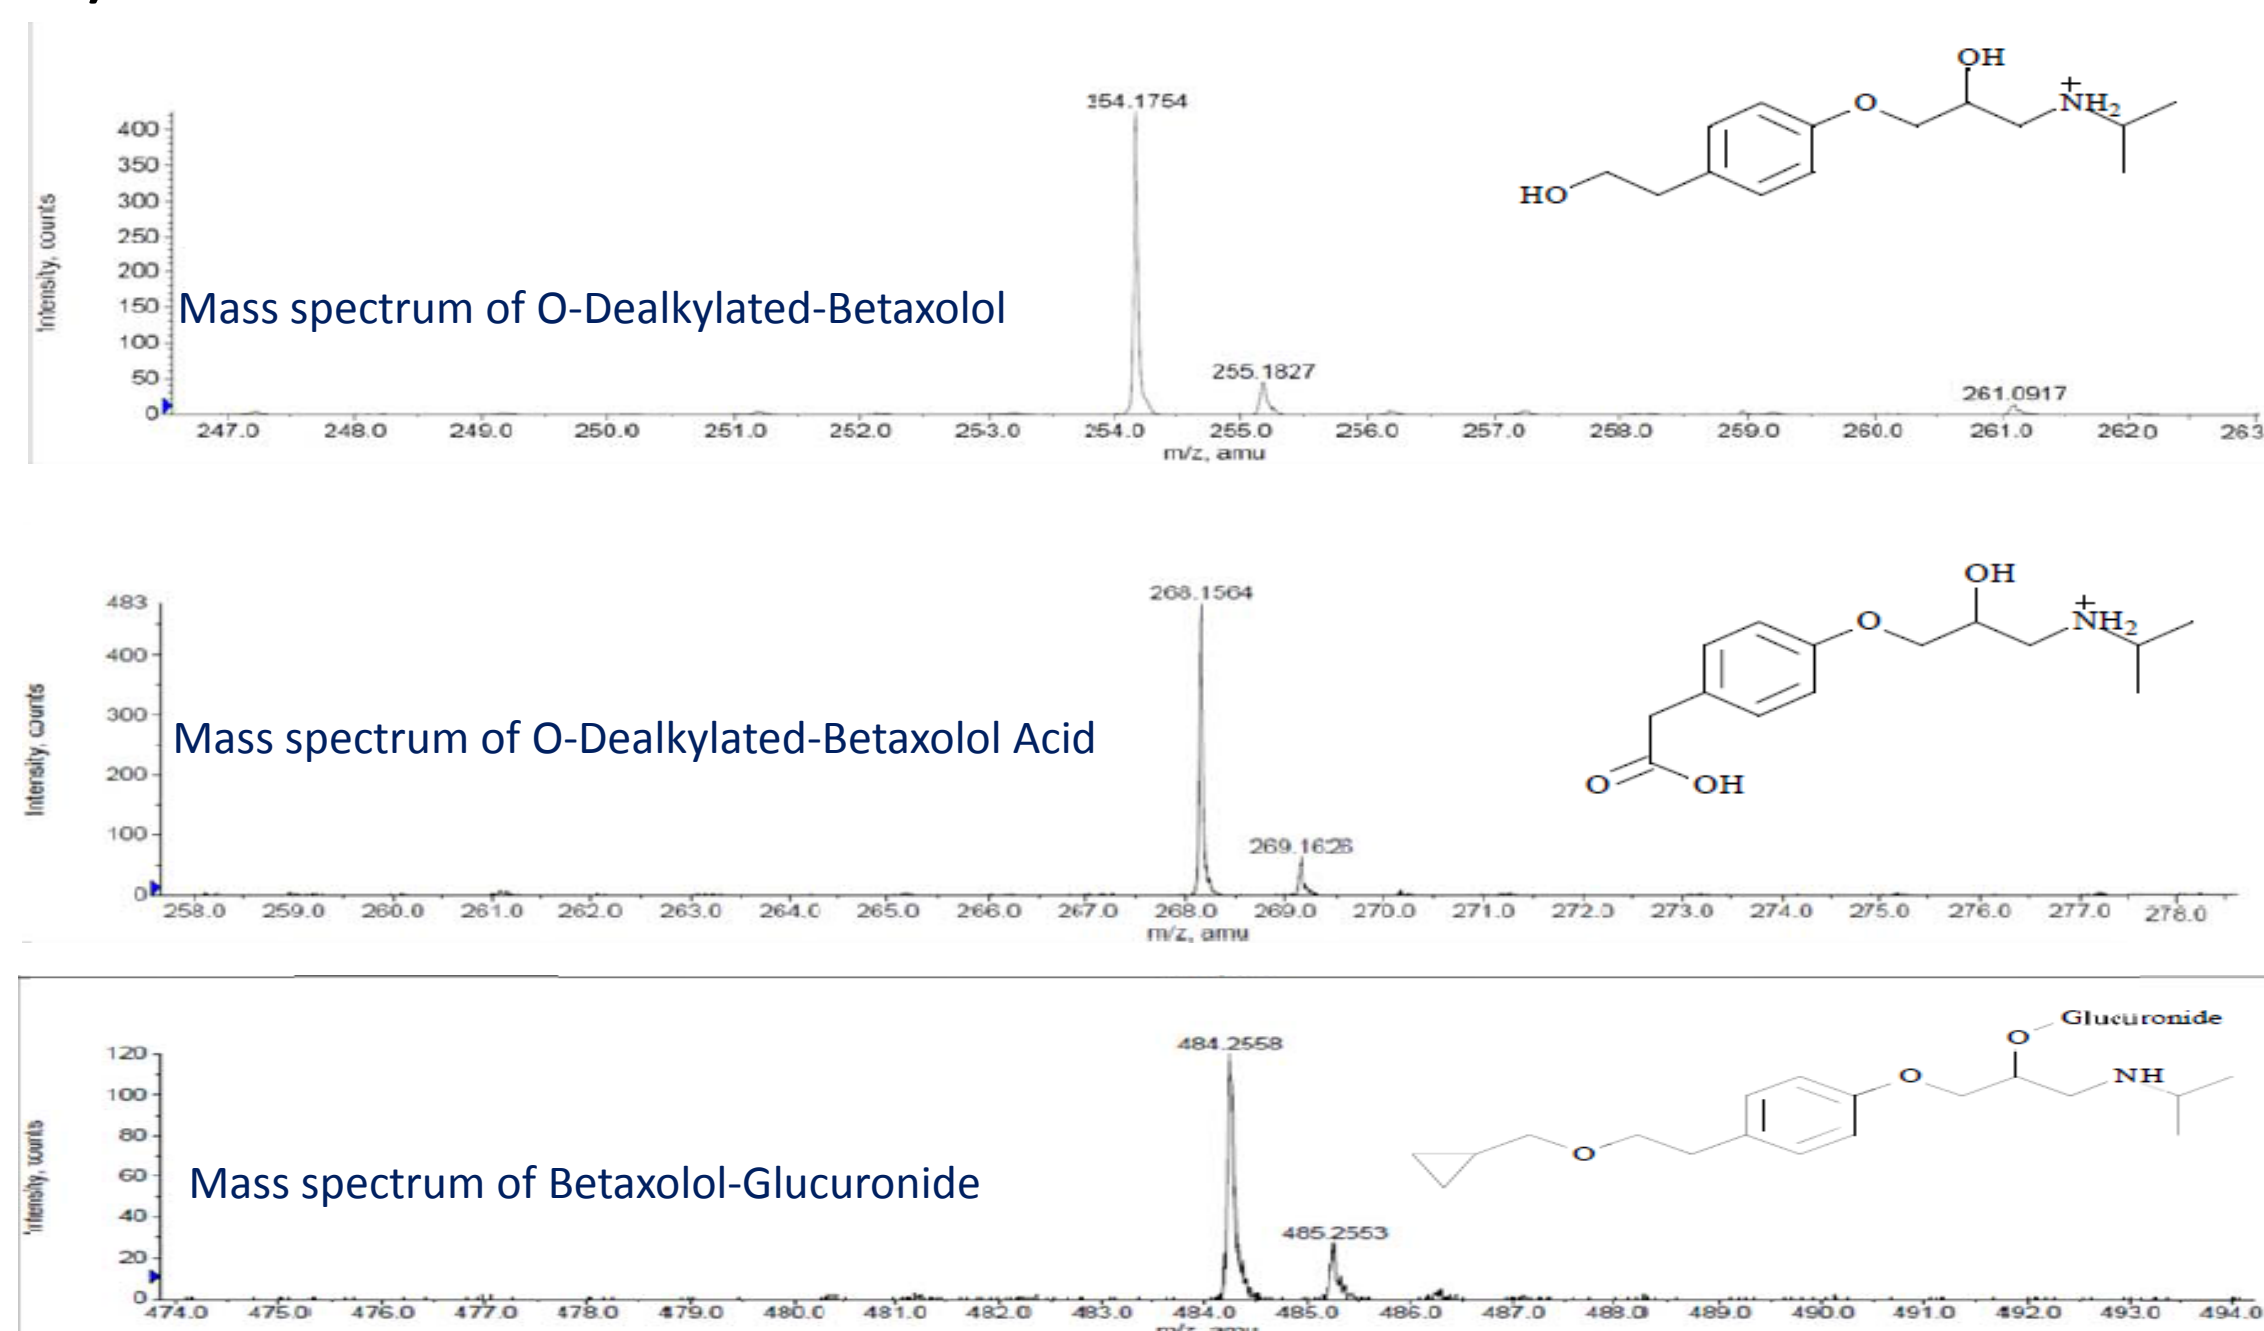 154.1754
OH
+
NH2
O
HO
400
350
300
250
200
150
100
50
0
Intensity, counts
Mass spectrum of O-Dealkylated-Betaxolol
255.1827
261.0917
247.0 248.0 249.0 250.0 251.0 252.0 253.0 254.0 255.0 256.0 257.0 258.0 259.0 260.0 261.0 262.0 263
m/z, amu
268.1564
OH
+
NH2
O
O
OH
483
400
300
200
100
0
Intensity, counts
Mass spectrum of O-Dealkylated-Betaxolol Acid
269.1626
258.0 259.0 260.0 261.0 262.0 263.0 264.0 265.0 266.0 267.0 268.0 269.0 270.0 271.0 272.0 273.0 274.0 275.0 276.0 277.0 278.0
m/z, amu
484.2558
Glucuronide
O
NH
O
O
120
100
80
60
40
20
0
Intensity, counts
Mass spectrum of Betaxolol-Glucuronide
485.2553
474.0 475.0 476.0 477.0 478.0 479.0 480.0 481.0 482.0 483.0 484.0 485.0 486.0 487.0 488.0 489.0 490.0 491.0 492.0 493.0 494.0
m/z, amu